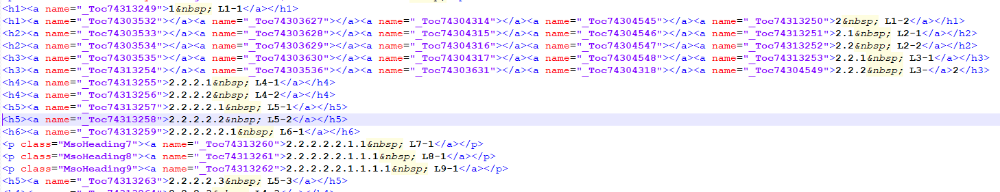 <h1><a name="_Toc74313249">1&nbsp; L1-1</a></h1>
<h1><a name="_Toc74303532"></a><a name="_Toc74303627"></a><a name="_Toc74304314"></a><a name="_Toc74304545"></a><a name="_Toc74313250">2&nbsp; L1-2</a></h1>
<h2><a name="_Toc74303533"></a><a name="_Toc74303628"></a><a name="_Toc74304315"></a><a name="_Toc74304546"></a><a name="_Toc74313251">2.1&nbsp; L2-1</a></h2>
<h2><a name="_Toc74303534"></a><a name="_Toc74303629"></a><a name="_Toc74304316"></a><a name="_Toc74304547"></a><a name="_Toc74313252">2.2&nbsp; L2-2</a></h2>
<h3><a name="_Toc74303535"></a><a name="_Toc74303630"></a><a name="_Toc74304317"></a><a name="_Toc74304548"></a><a name="_Toc74313253">2.2.1&nbsp; L3-1</a></h3>
<h3><a name="_Toc74313254"></a><a name="_Toc74303536"></a><a name="_Toc74303631"></a><a name="_Toc74304318"></a><a name="_Toc74304549">2.2.2&nbsp; L3-</a>2</h3>
<h4><a name="_Toc74313255">2.2.2.1&nbsp; L4-1</a></h4>
<h4><a name="_Toc74313256">2.2.2.2&nbsp; L4-2</a></h4>
<h5><a name="_Toc74313257">2.2.2.2.1&nbsp; L5-1</a></h5>
<h5><a name="_Toc74313258">2.2.2.2.2&nbsp; L5-2</a></h5>
<h6><a name="_Toc74313259">2.2.2.2.2.1&nbsp; L6-1</a></h6>
<p class="MsoHeading7"><a name="_Toc74313260">2.2.2.2.2.1.1&nbsp; L7-1</a></p>
<p class="MsoHeading8"><a name="_Toc74313261">2.2.2.2.2.1.1.1&nbsp; L8-1</a></p>
<p class="MsoHeading9"><a name="_Toc74313262">2.2.2.2.2.1.1.1.1&nbsp; L9-1</a></p>
<h5><a name="_Toc74313263">2.2.2.2.3&nbsp; L5-3</a></h5>